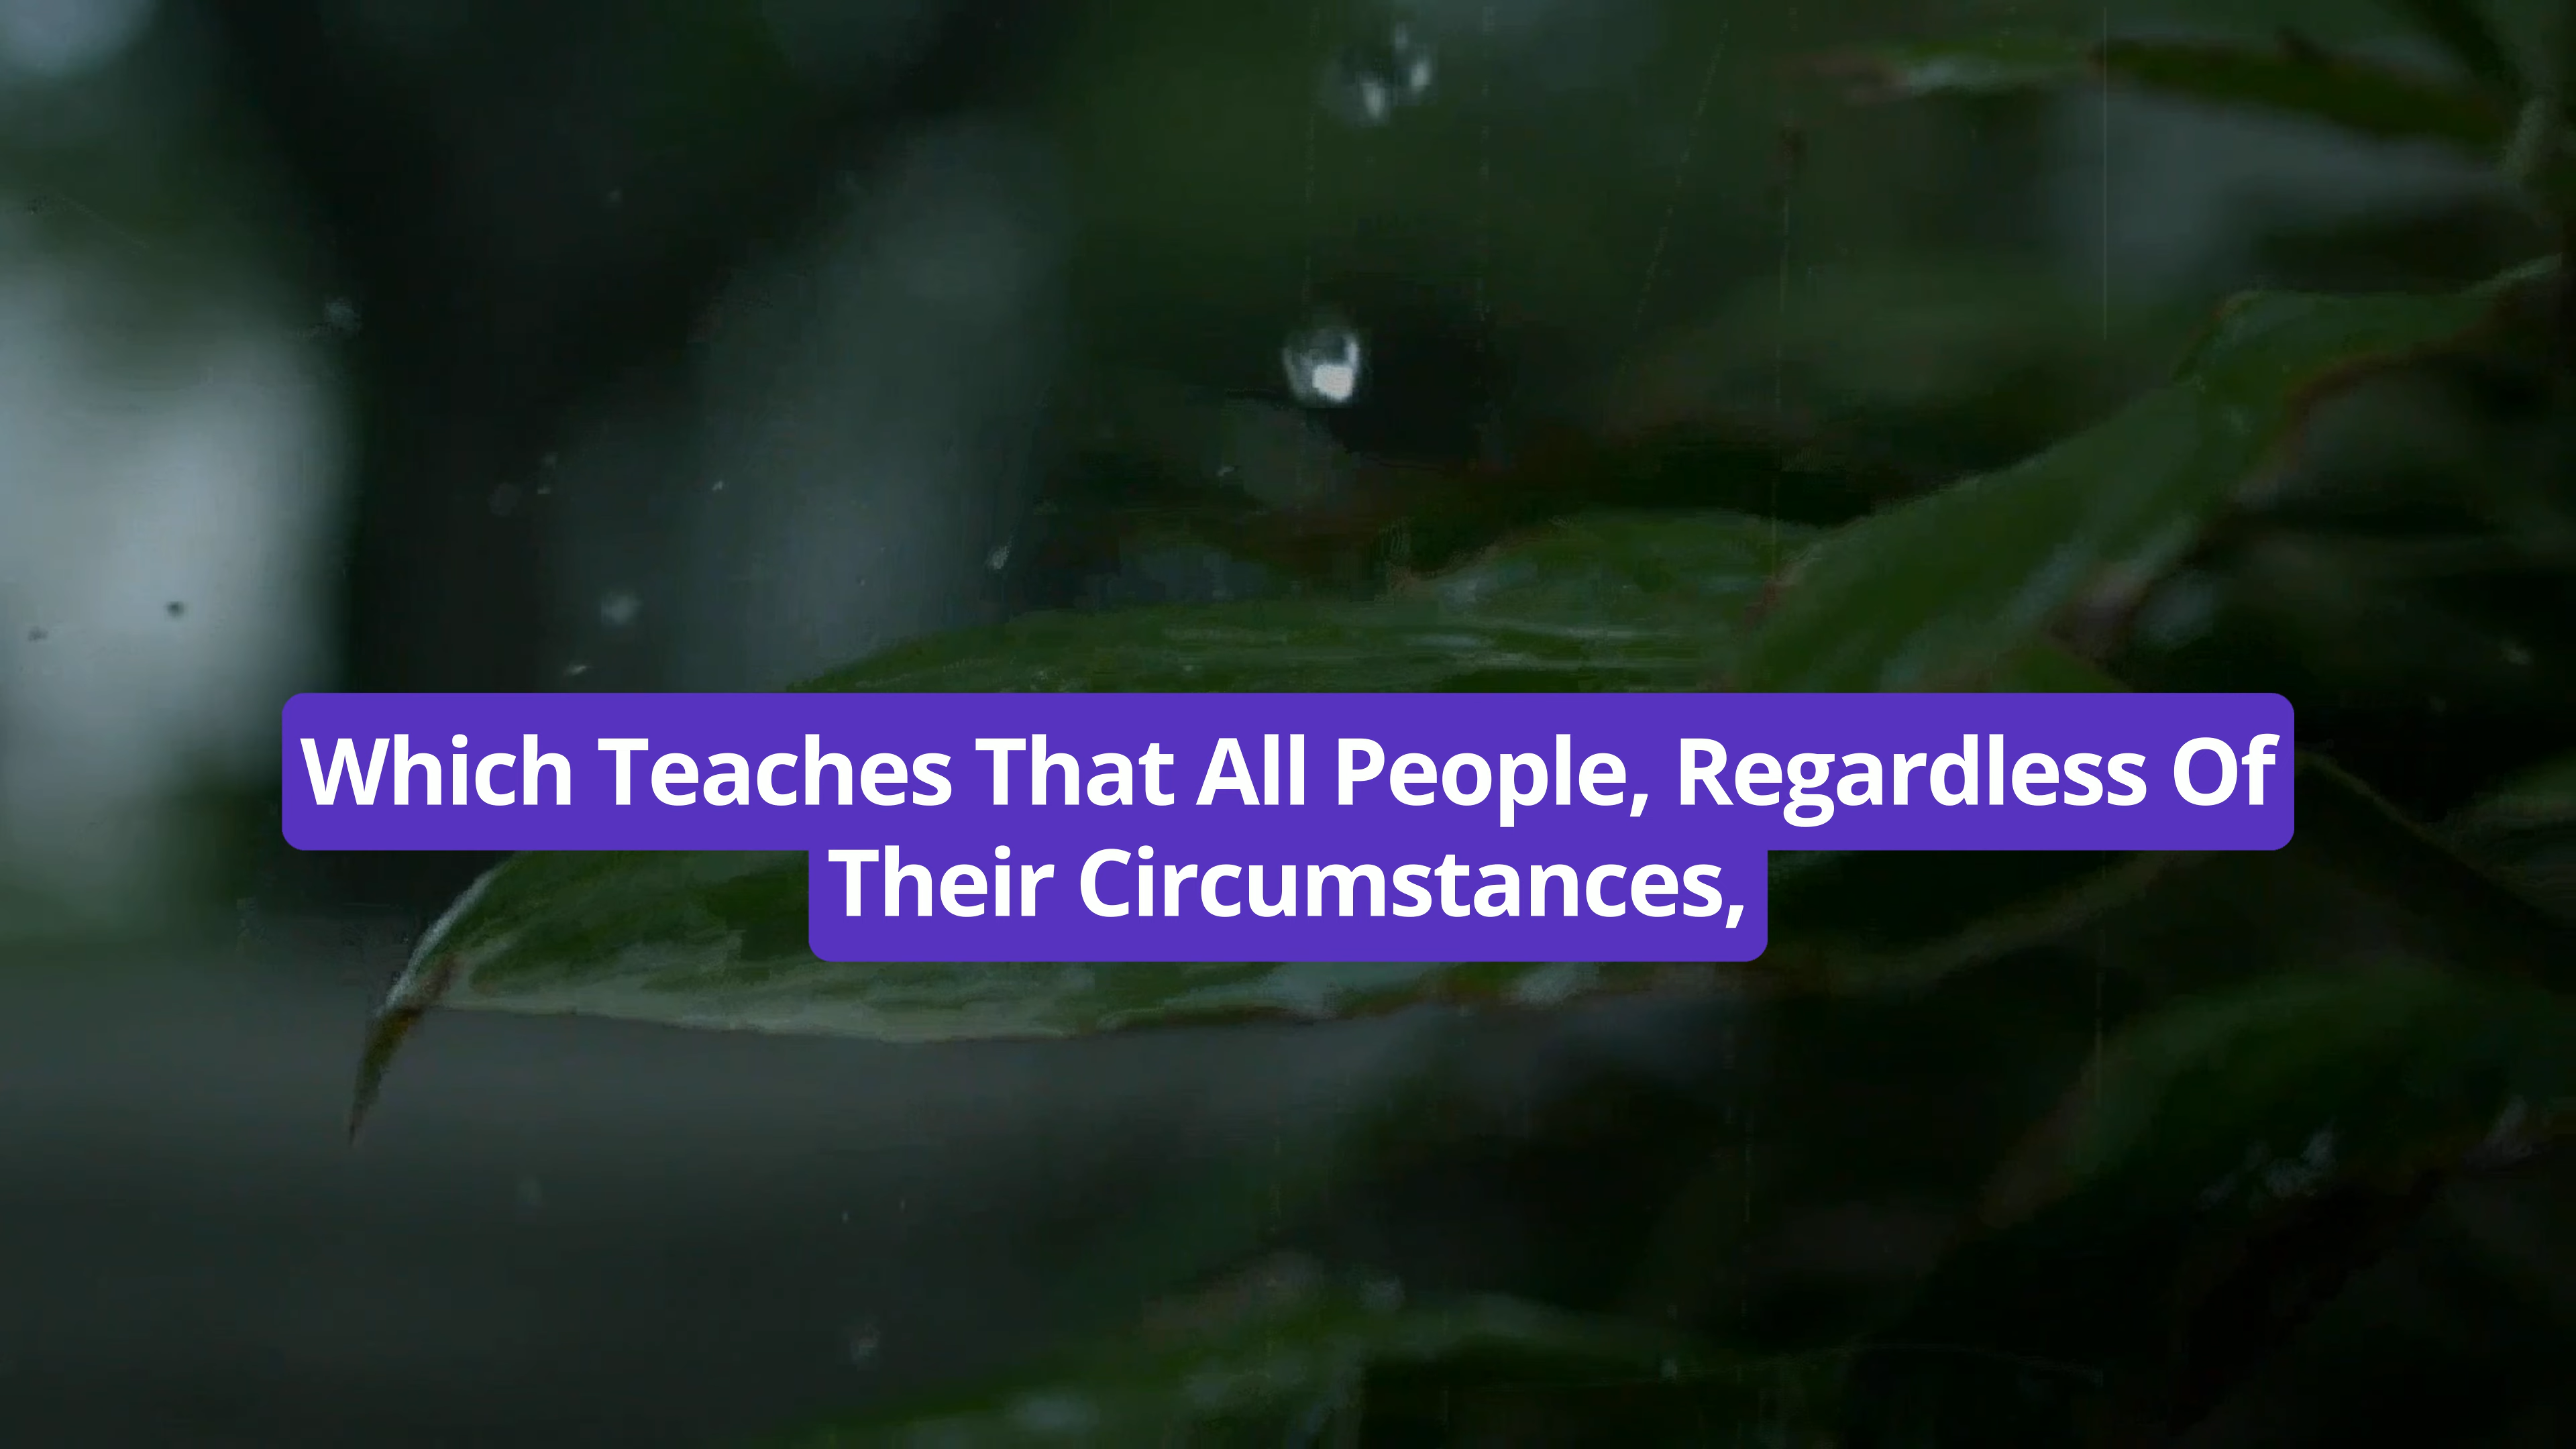 Which Teaches That All People, Regardless Of
Their Circumstances,